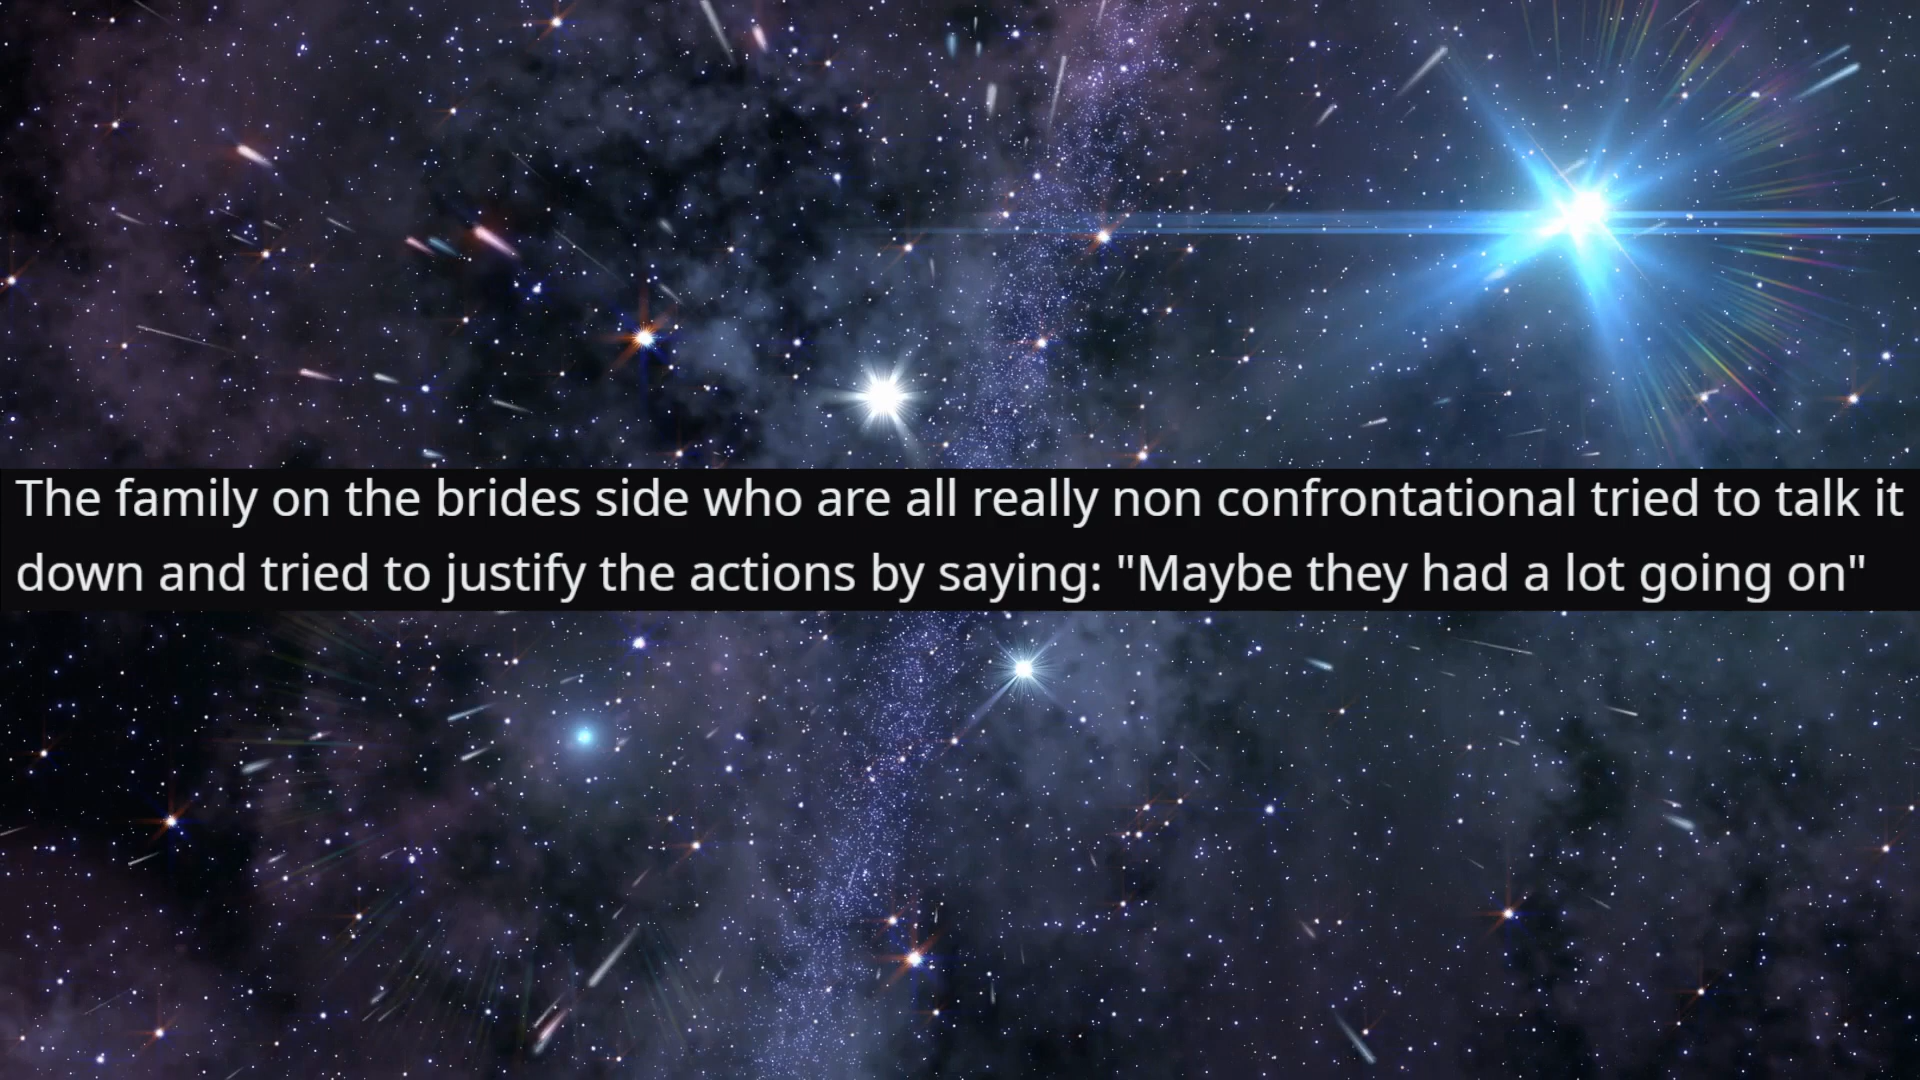 The family on the brides side who are all really non confrontational tried to talk it
down and tried to justify the actions by saying: "Maybe they had a lot going on"